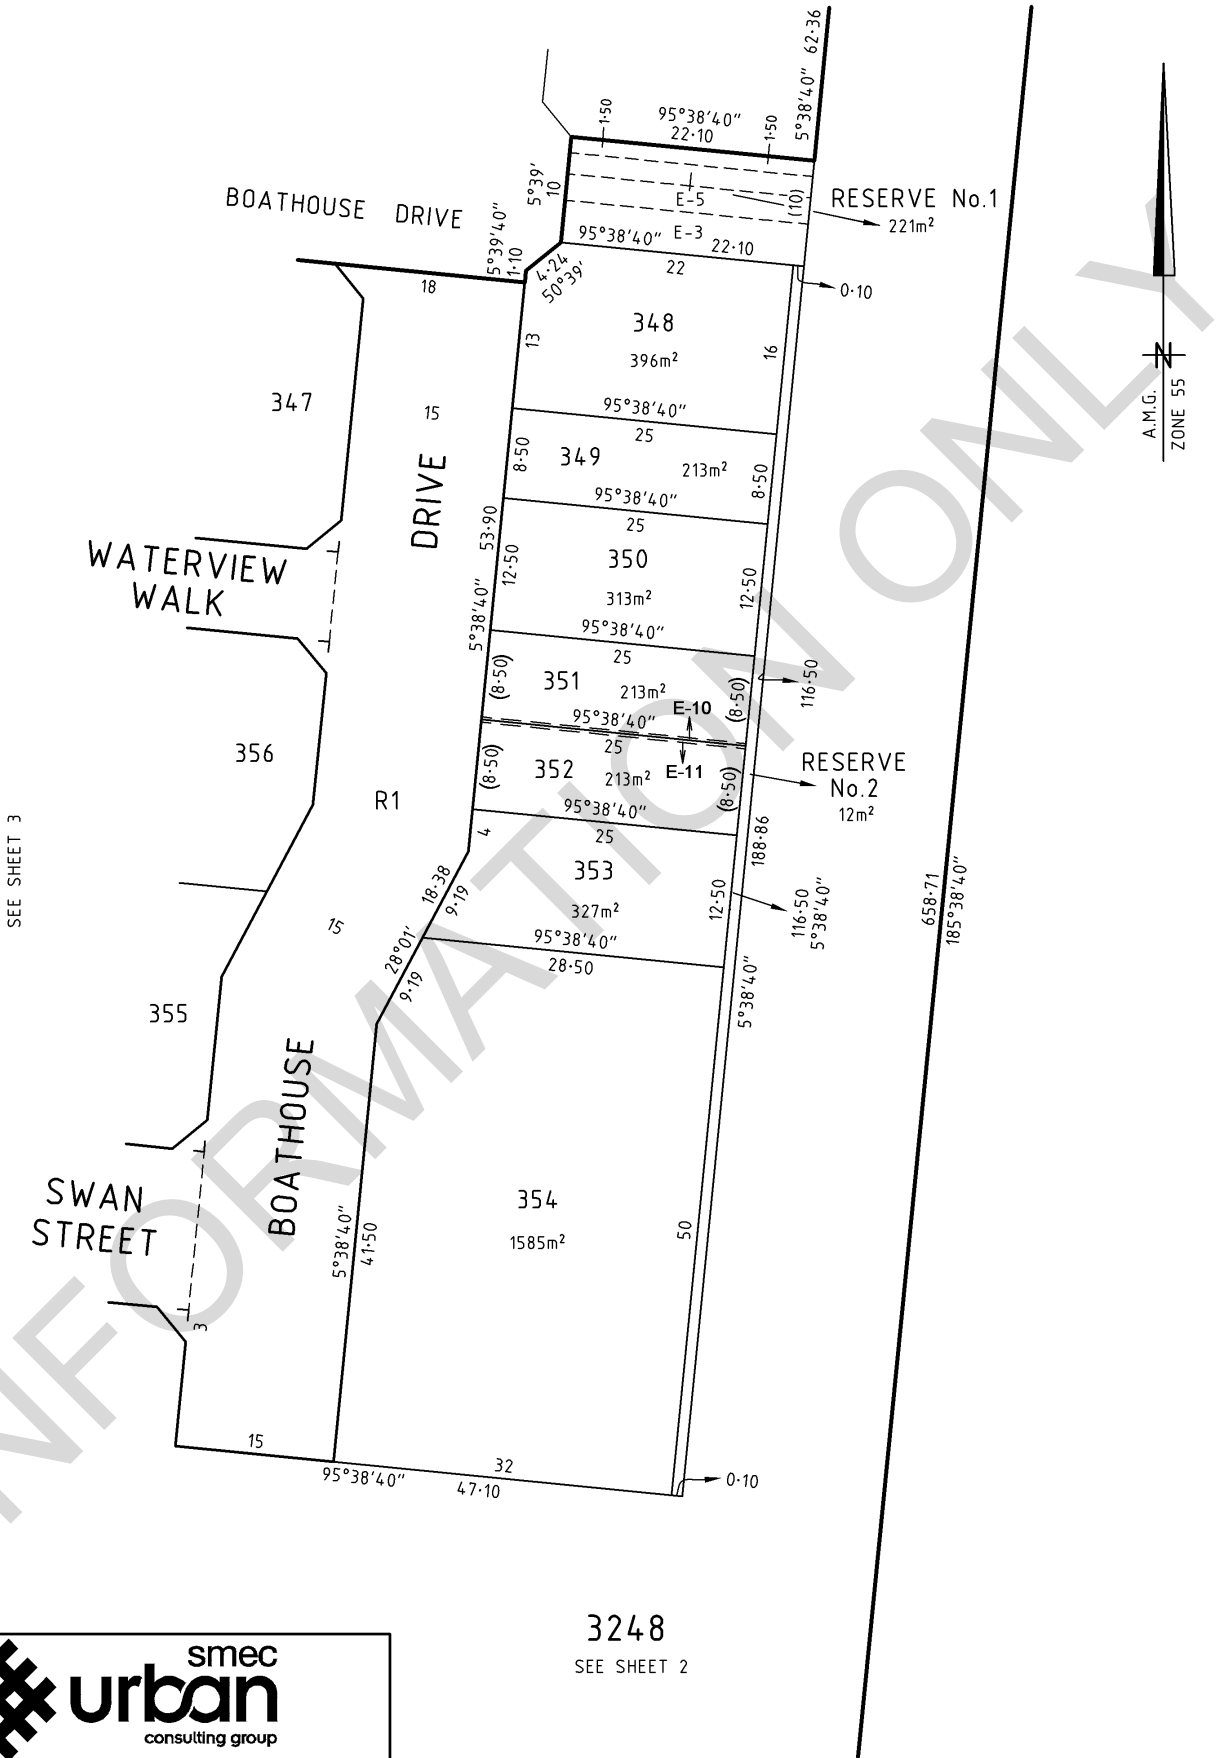 5°38'40" 62·36
1·50
95°38'40"
22·10
1·50
5°39'
10
E-5
(10)
RESERVE No.1
221m²
BOATHOUSE DRIVE
5°39'40"
1·10
95°38'40" E-3 22·10
4·24
50°39'
22
0·10
18
13
348
396m²
16
347
15
95°38'40"
25
8·50
349
213m²
8·50
DRIVE
95°38'40"
25
A.M.G.
ZONE 55
N
53·90
5°38'40"
12·50
350
313m²
12·50
WATERVIEW
WALK
95°38'40"
25
(8·50)
351
213m²
(8·50)
116·50
95°38'40"
E-10
25
E-11
356
(8·50)
352
213m²
(8·50)
RESERVE
No.2
12m²
R1
95°38'40"
25
4
188·86
SEE SHEET 3
353
327m²
18·38
9·19
12·50
116·50
5°38'40"
658·71
185°38'40"
15
28°01'
9·19
95°38'40"
28·50
5°38'40"
355
BOATHOUSE
SWAN
STREET
354
1585m²
5°38'40"
41·50
50
3
15
95°38'40"
32
47·10
0·10
3248
SEE SHEET 2
smec
urban
consulting group
INFORMATION ONLY